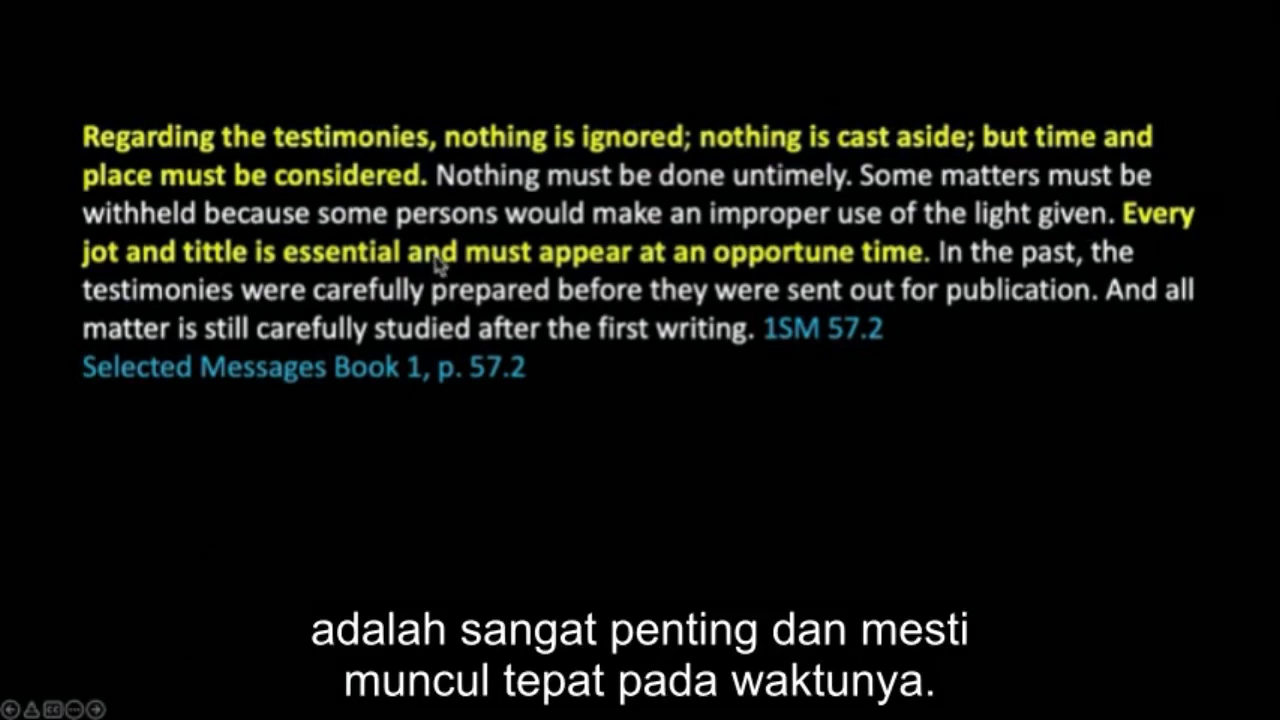 Regarding the testimonies, nothing is ignored; nothing is cast aside; but time and
place must be considered. Nothing must be done untimely. Some matters must be
withheld because some persons would make an improper use of the light given. Every
jot and tittle is essential and must appear at an opportune time. In the past, the
testimonies were carefully prepared before they were sent out for publication. And all
matter is still carefully studied after the first writing. 1SM 57.2
Selected Messages Book 1, p. 57.2
adalah sangat penting dan mesti
muncul tepat pada waktunya.